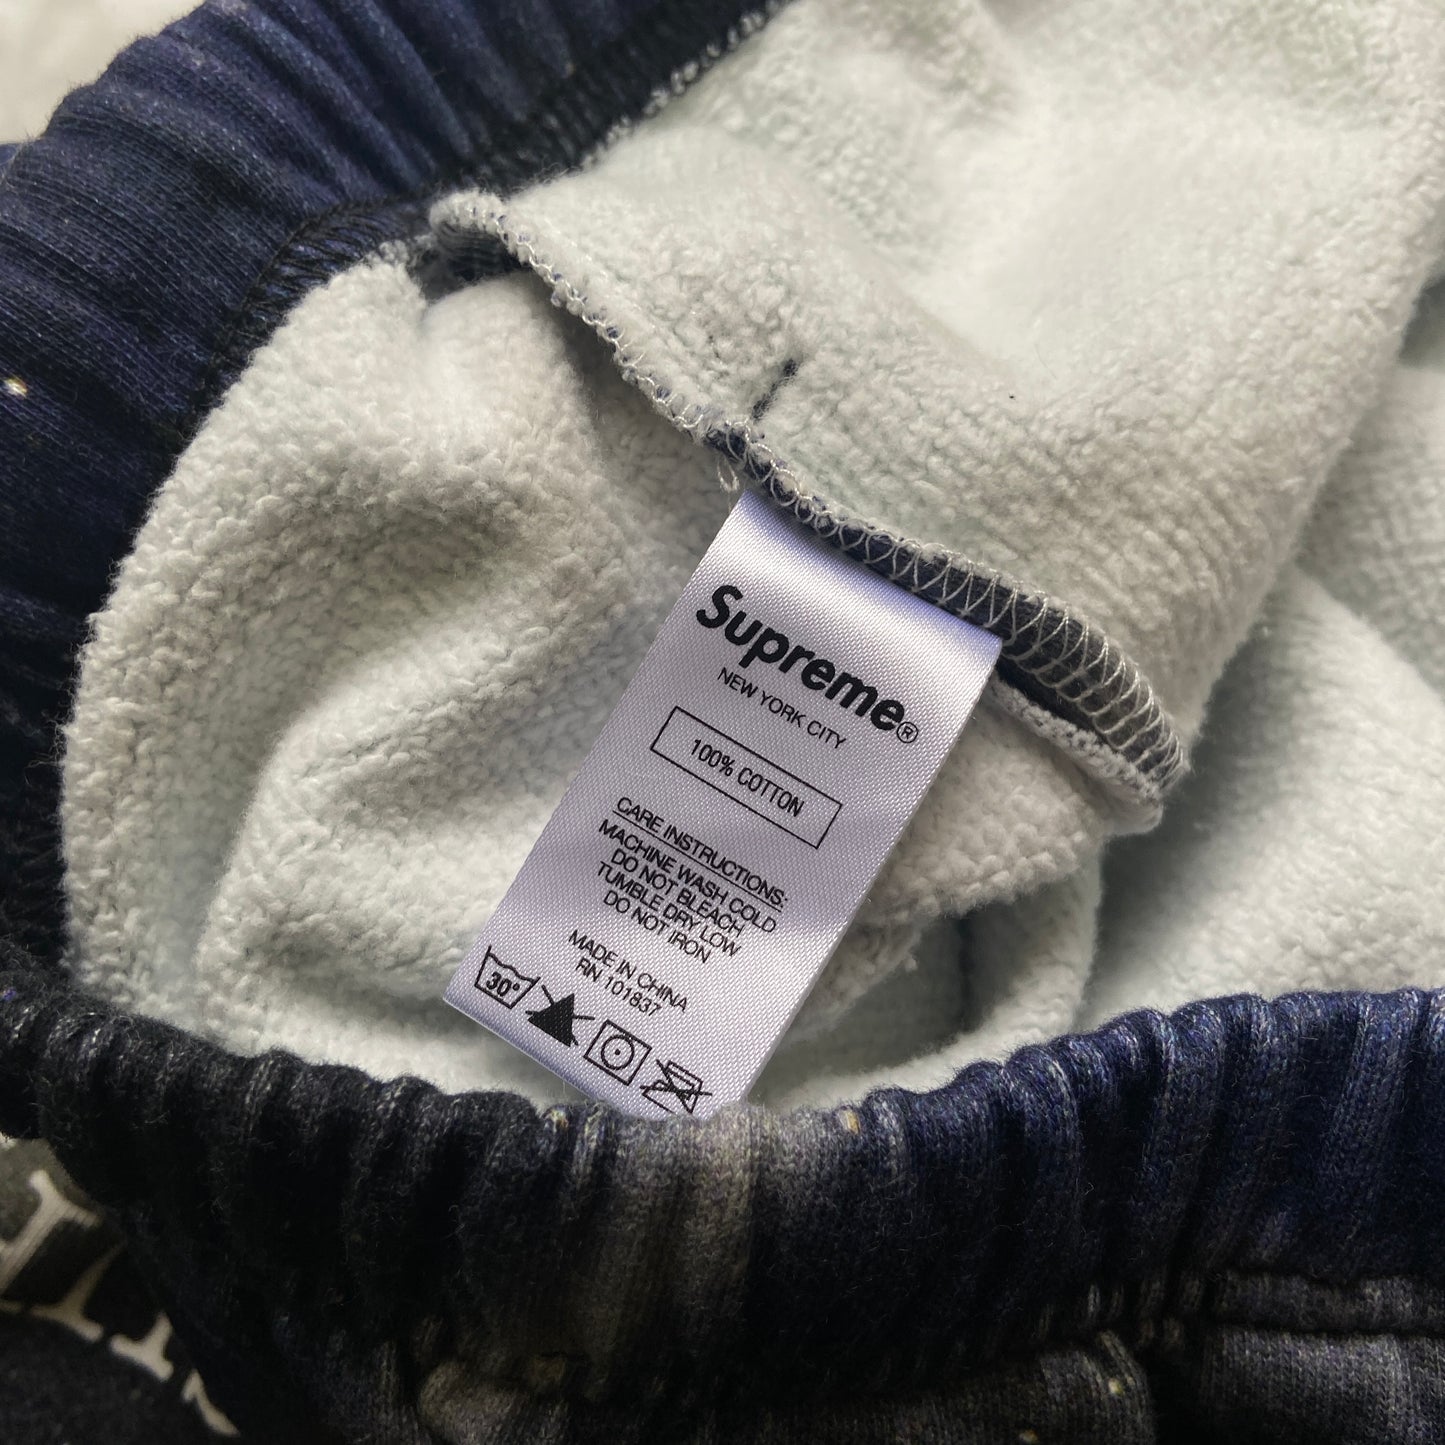 Supreme®
NEW YORK CITY
100% COTTON
CARE INSTRUCTIONS:
MACHINE WASH COLD
DO NOT BLEACH
TUMBLE DRY LOW
DO NOT IRON
MADE IN CHINA
RN 101837
30°